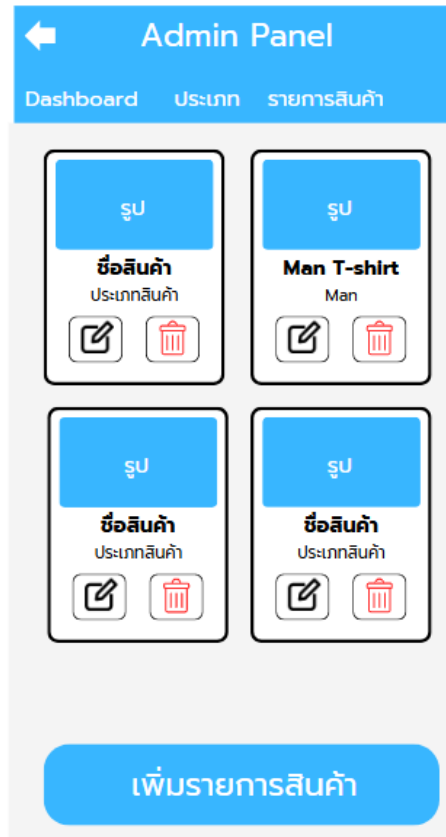 Admin Panel
Dashboard ประเภท รายการสินค้า
รูป รูป
ชื่อสินค้า Man T-shirt
ประเภทสินค้า Man
รูป รูป
ชื่อสินค้า ชื่อสินค้า
ประเภทสินค้า ประเภทสินค้า
เพิ่มรายการสินค้า